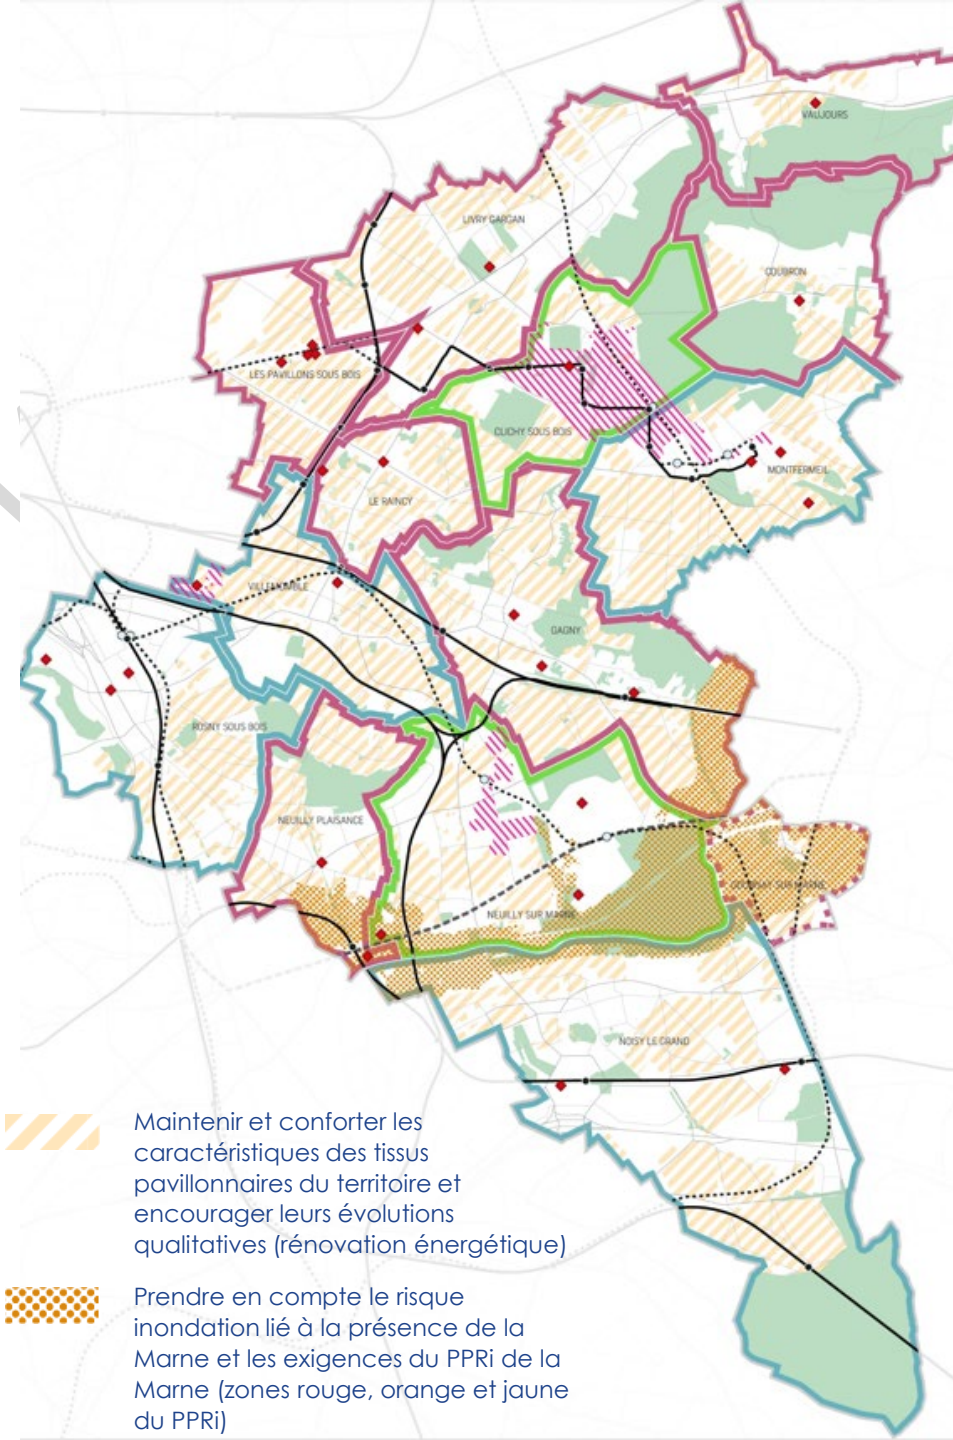 VAUJOURS
LIVRY GARGAN
COUBRON
LES PAVILLONS SOUS BOIS
CLICHY SOUS BOIS
MONTFERMEIL
LE RAINCY
VILLEMOMBLE
GAGNY
ROSNY SOUS BOIS
NEUILLY PLAISANCE
GOURNAY SUR MARNE
NEUILLY SUR MARNE
NOISY LE GRAND
Maintenir et conforter les
caractéristiques des tissus
pavillonnaires du territoire et
encourager leurs évolutions
qualitatives (rénovation énergétique)
Prendre en compte le risque
inondation lié à la présence de la
Marne et les exigences du PPRi de la
Marne (zones rouge, orange et jaune
du PPRi)